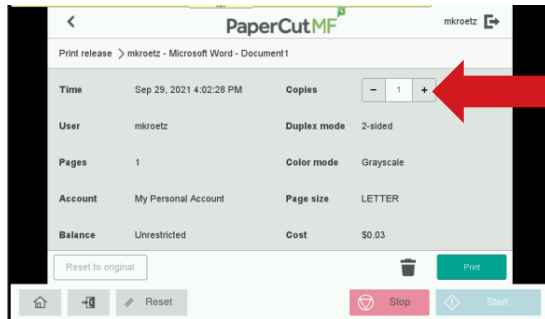 PaperCutMF
mkroetz
Print release > mkroetz - Microsoft Word - Document1
Time Sep 29, 2021 4:02:28 PM Copies - 1 +
User mkroetz Duplex mode 2-sided
Pages 1 Color mode Grayscale
Account My Personal Account Page size LETTER
Balance Unrestricted Cost $0.03
Reset to original Print
Reset Stop Start